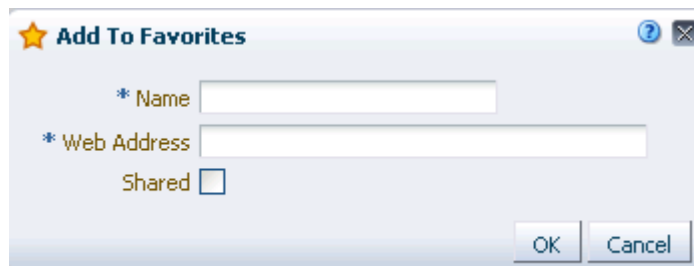 Add To Favorites
* Name
* Web Address
Shared
OK Cancel